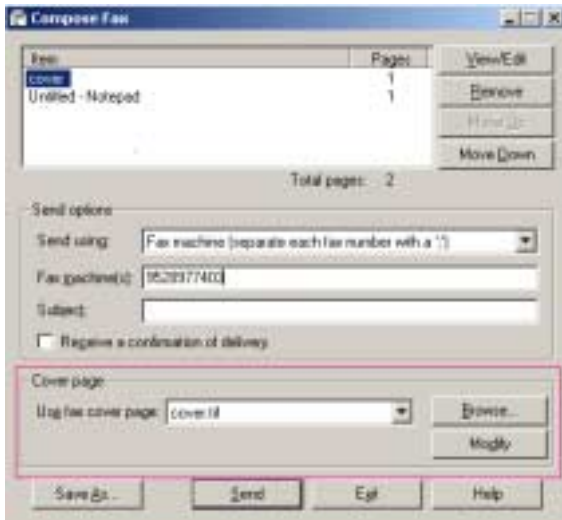 Compose Fax
Item Pages View/Edit
cover 1
Untitled - Notepad 1 Remove
Move Up
Move Down
Total pages: 2
Send options
Send using: Fax machine (separate each fax number with a ';')
Fax machine(s): 9528977400
Subject:
Receive a confirmation of delivery
Cover page
Use fax cover page: cover.tif Browse...
Modify
Save As... Send Exit Help